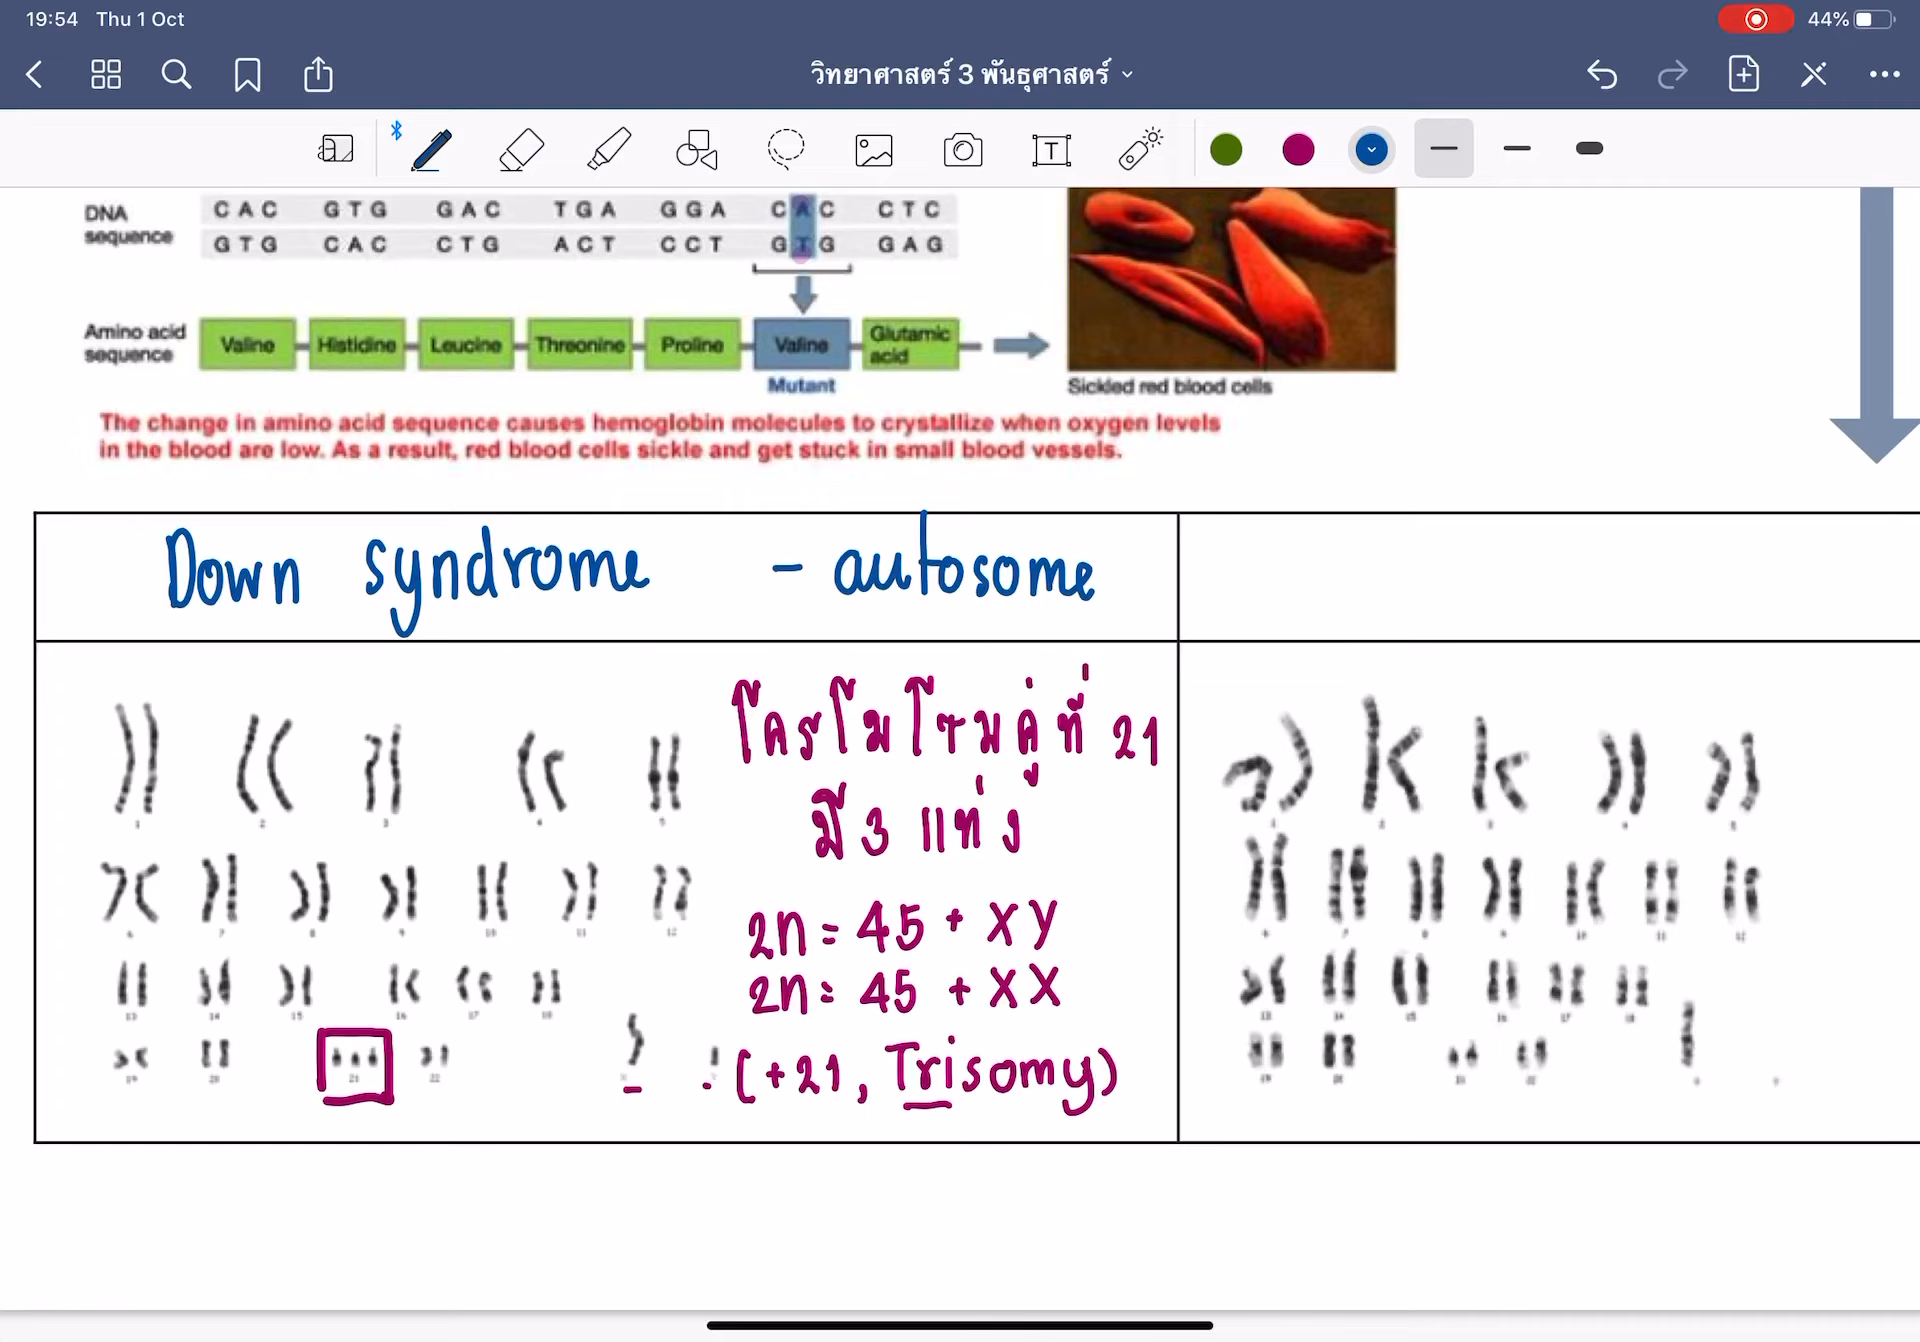 19:54 Thu 1 Oct
44%
วิทยาศาสตร์ 3 พันธุศาสตร์
DNA sequence
CAC GTG GAC TGA GGA CAC CTC
GTG CAC CTG ACT CCT GTG GAG
Amino acid sequence
Valine Histidine Leucine Threonine Proline Valine Glutamic acid
Mutant
Sickled red blood cells
The change in amino acid sequence causes hemoglobin molecules to crystallize when oxygen levels
in the blood are low. As a result, red blood cells sickle and get stuck in small blood vessels.
Down syndrome - autosome
โครโมโซมคู่ที่ 21
มี 3 แท่ง
2n = 45 + XY
2n = 45 + XX
(+21, Trisomy)